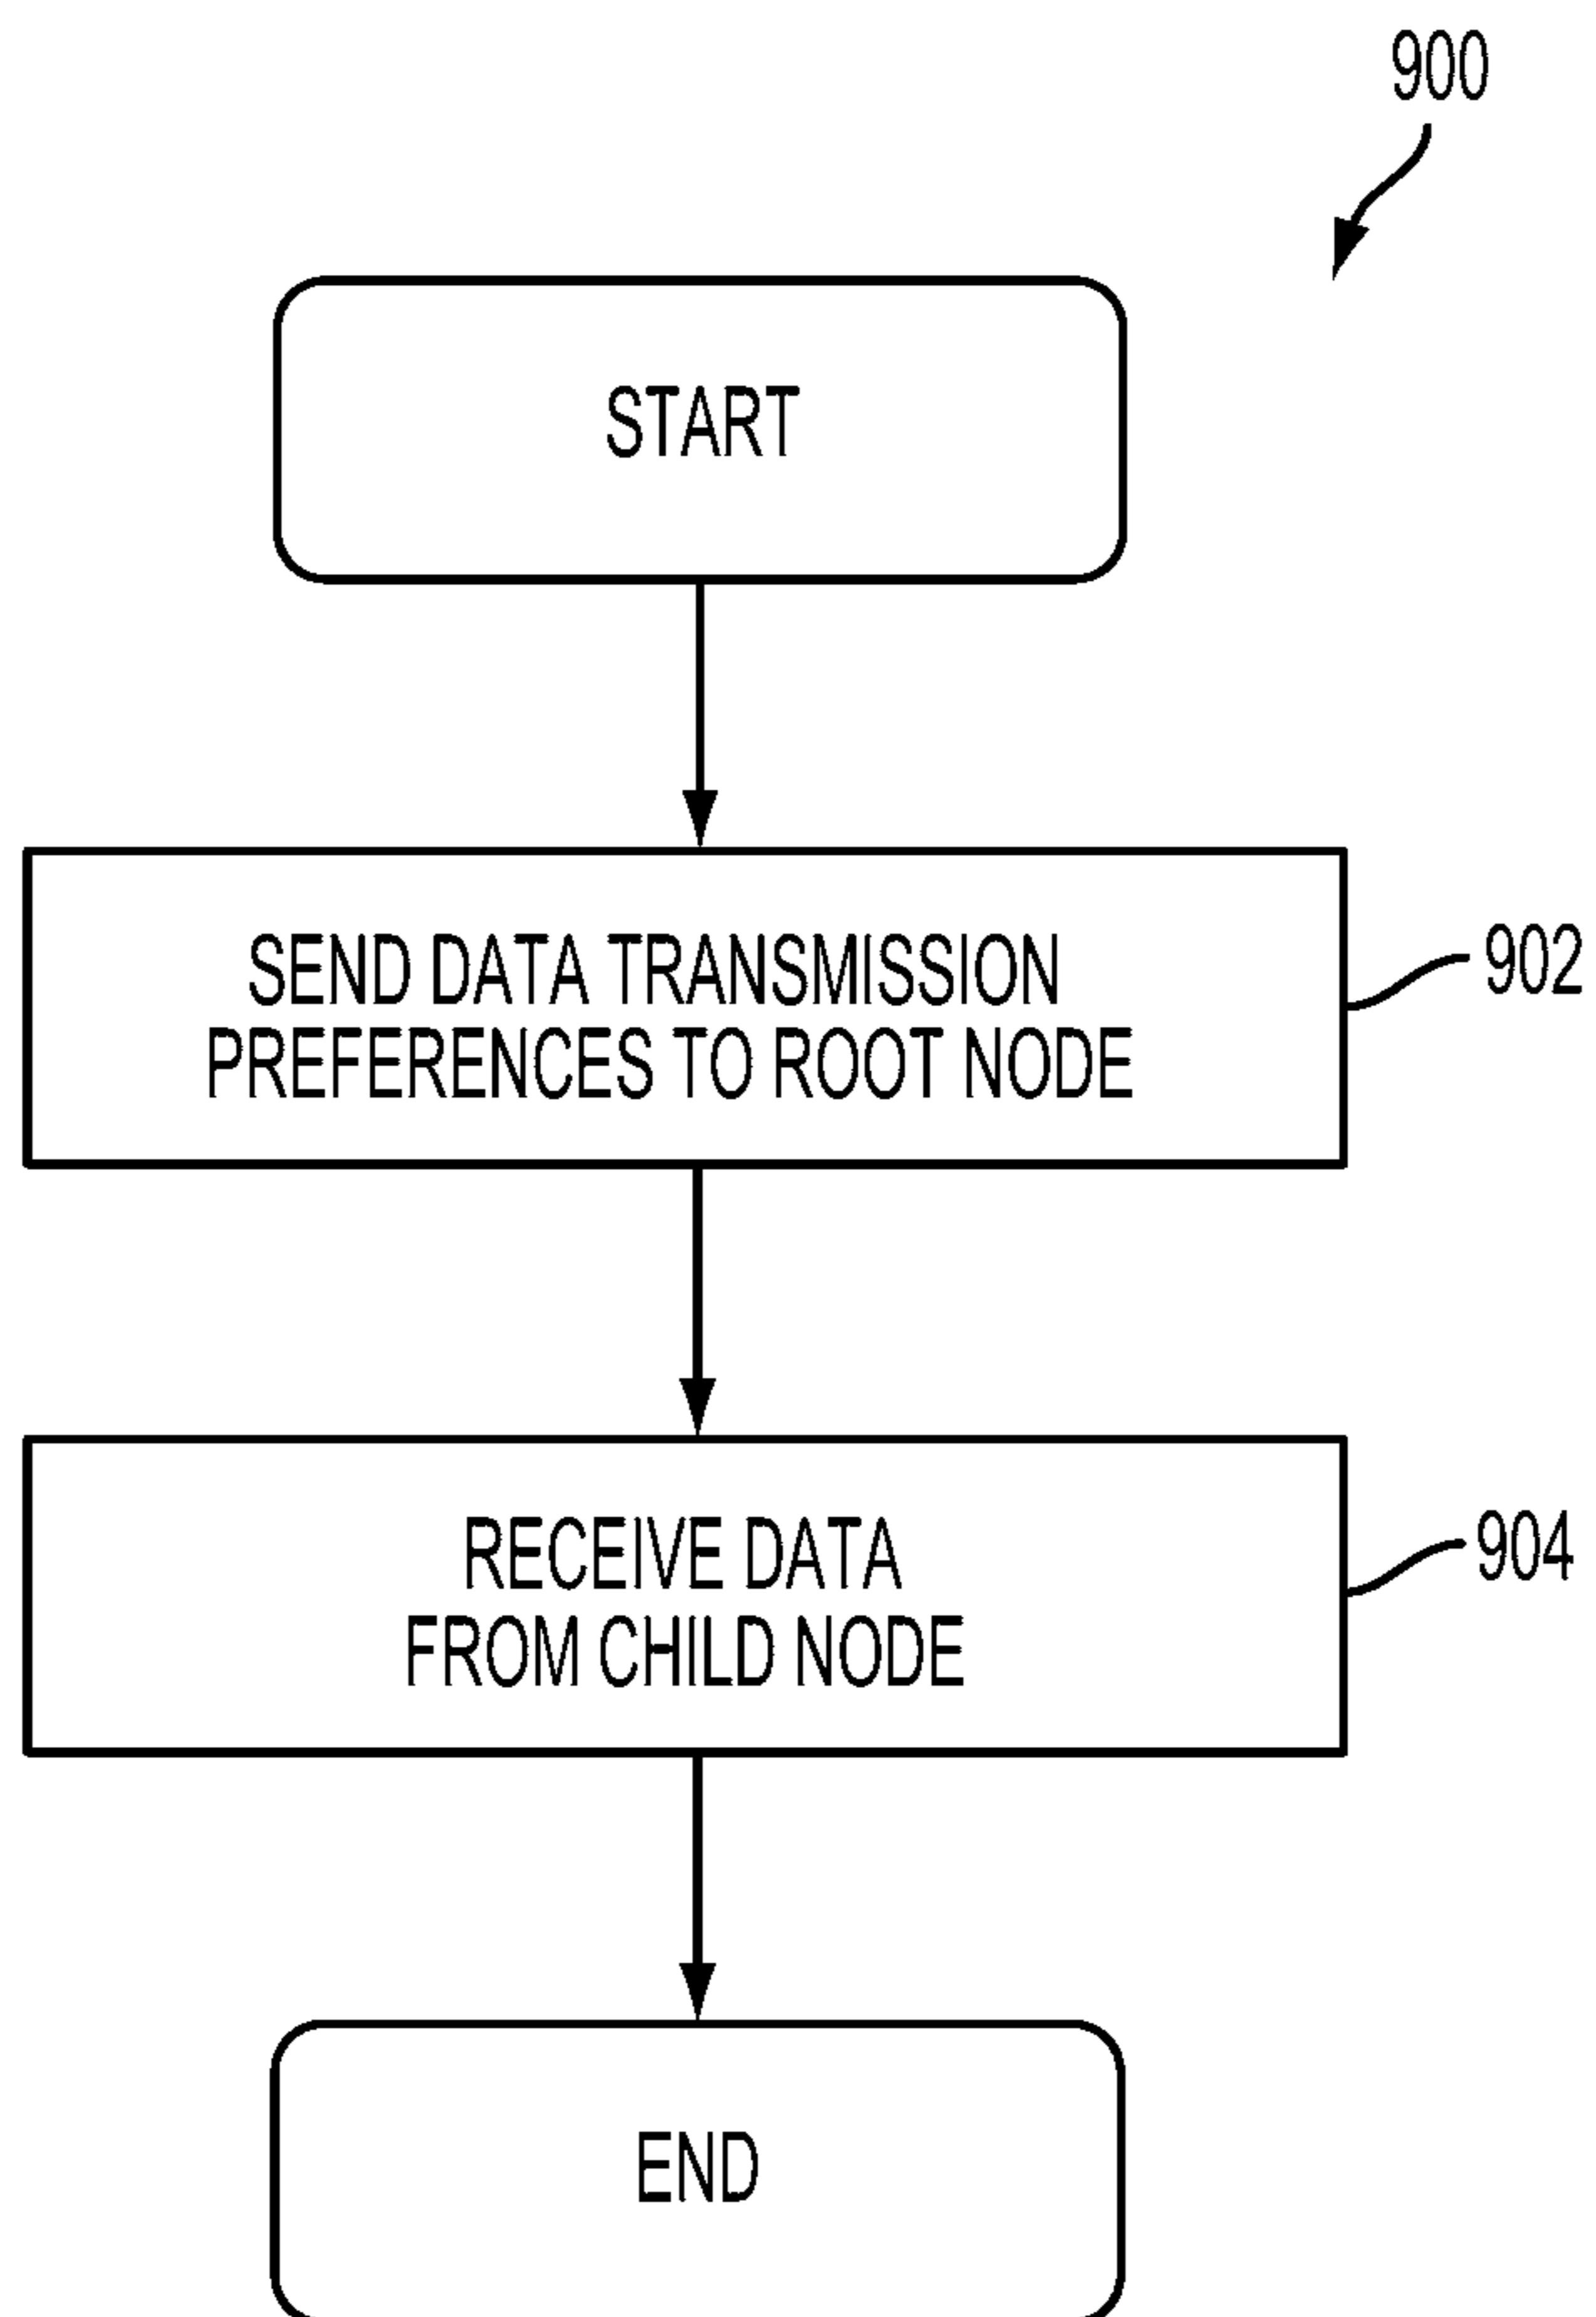 900
START
SEND DATA TRANSMISSION
PREFERENCES TO ROOT NODE
902
RECEIVE DATA
FROM CHILD NODE
904
END